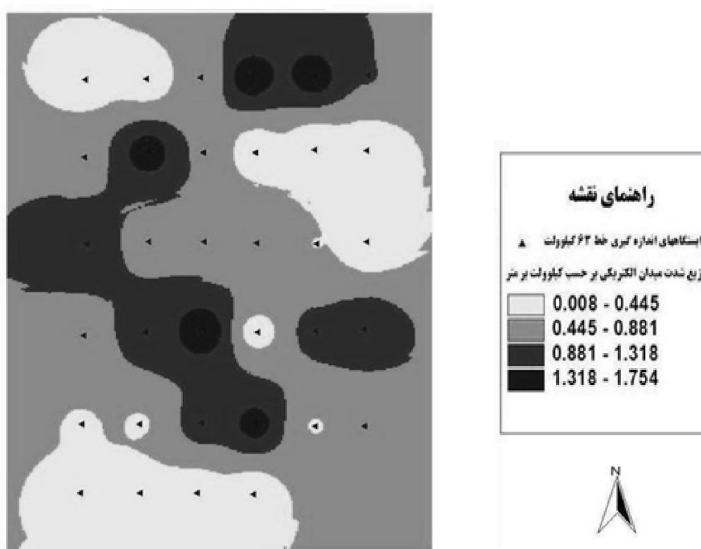 راهنمای نقشه
ایستگاههای اندازه گیری خط ۶۳ کیلوولت
زیع شدت میدان الکتریکی بر حسب کیلوولت بر متر
0.008 - 0.445
0.445 - 0.881
0.881 - 1.318
1.318 - 1.754
N